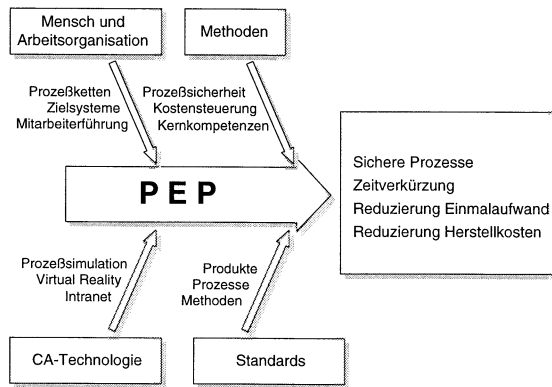 Mensch und
Arbeitsorganisation
Methoden
Prozeßketten
Zielsysteme
Mitarbeiterführung
Prozeßsicherheit
Kostensteuerung
Kernkompetenzen
PEP
Sichere Prozesse
Zeitverkürzung
Reduzierung Einmalaufwand
Reduzierung Herstellkosten
Prozeßsimulation
Virtual Reality
Intranet
Produkte
Prozesse
Methoden
CA-Technologie
Standards